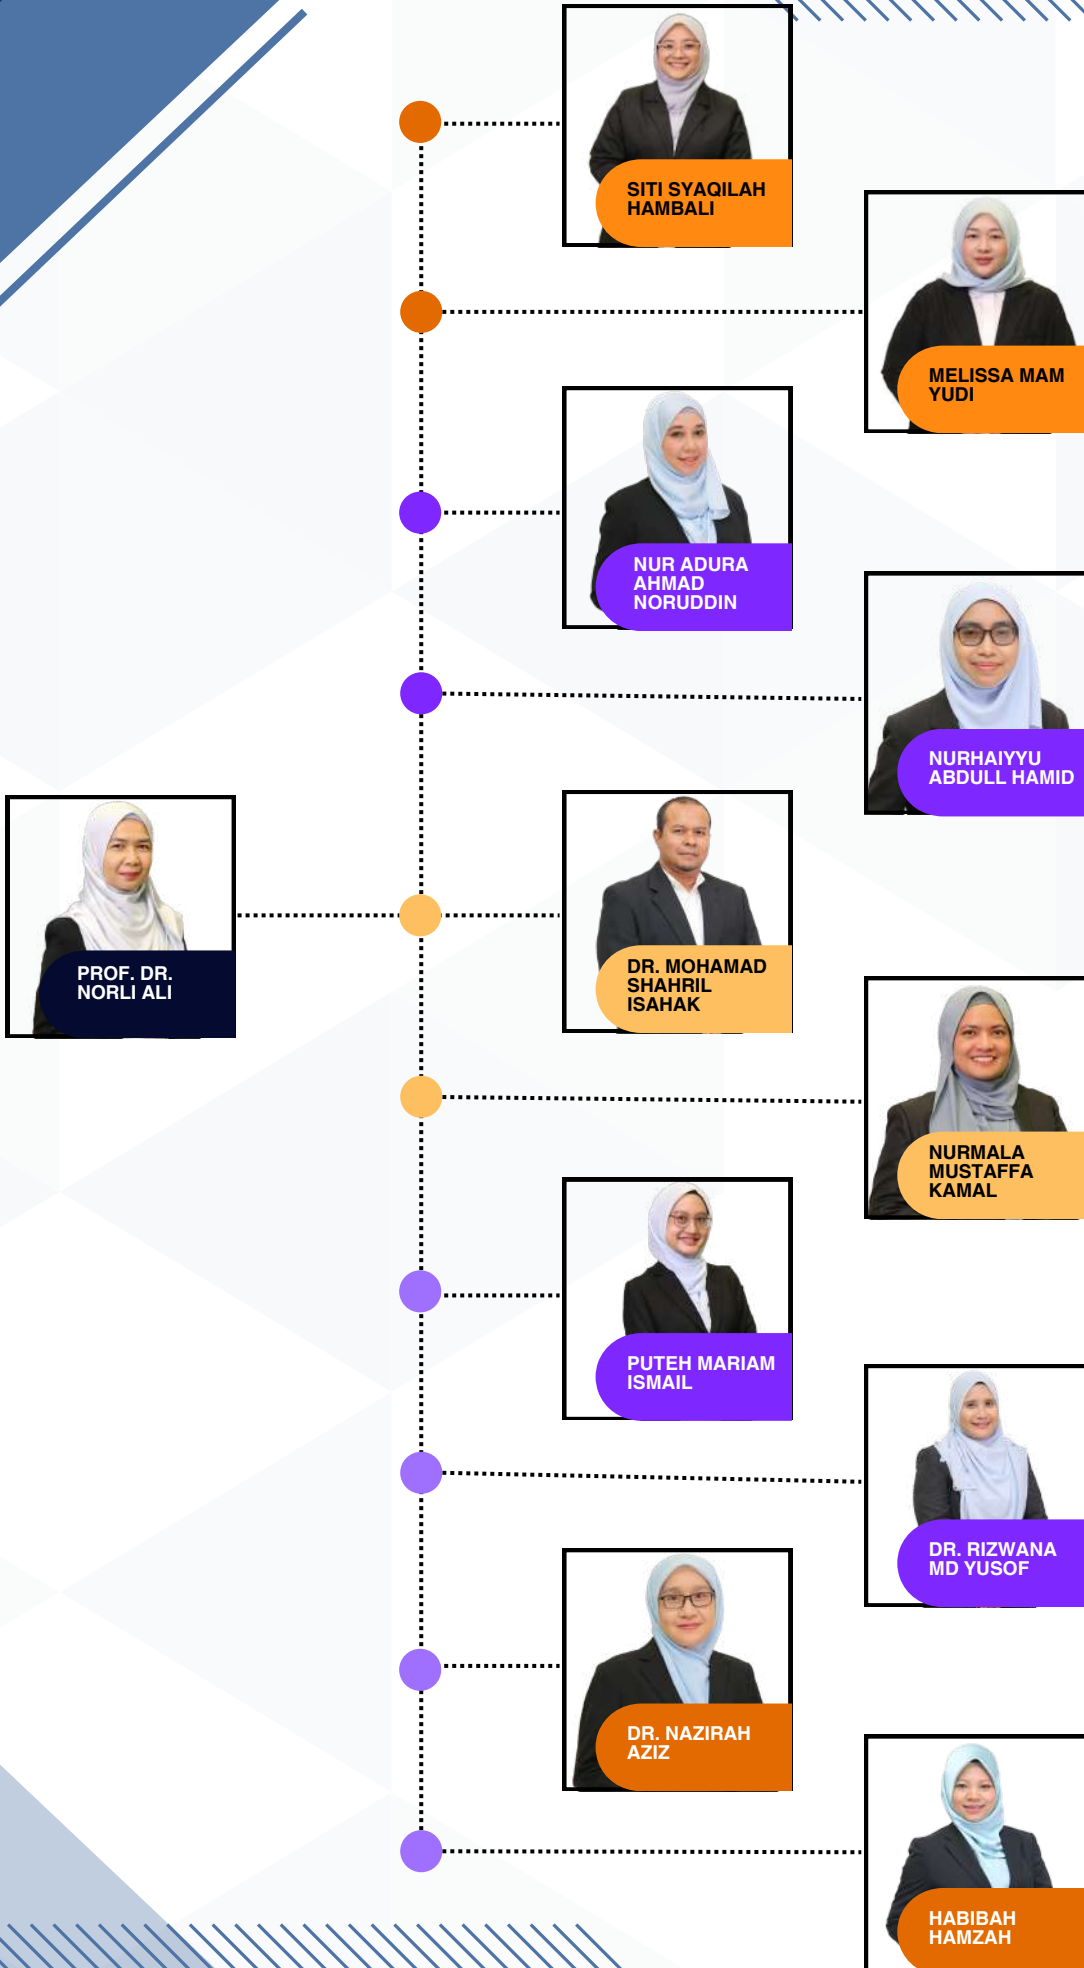 SITI SYAQILAH
HAMBALI
MELISSA MAM
YUDI
NUR ADURA
AHMAD
NORUDDIN
NURHAIYYU
ABDULL HAMID
PROF. DR.
NORLI ALI
DR. MOHAMAD
SHAHRIL
ISAHAK
NURMALA
MUSTAFFA
KAMAL
PUTEH MARIAM
ISMAIL
DR. RIZWANA
MD YUSOF
DR. NAZIRAH
AZIZ
HABIBAH
HAMZAH